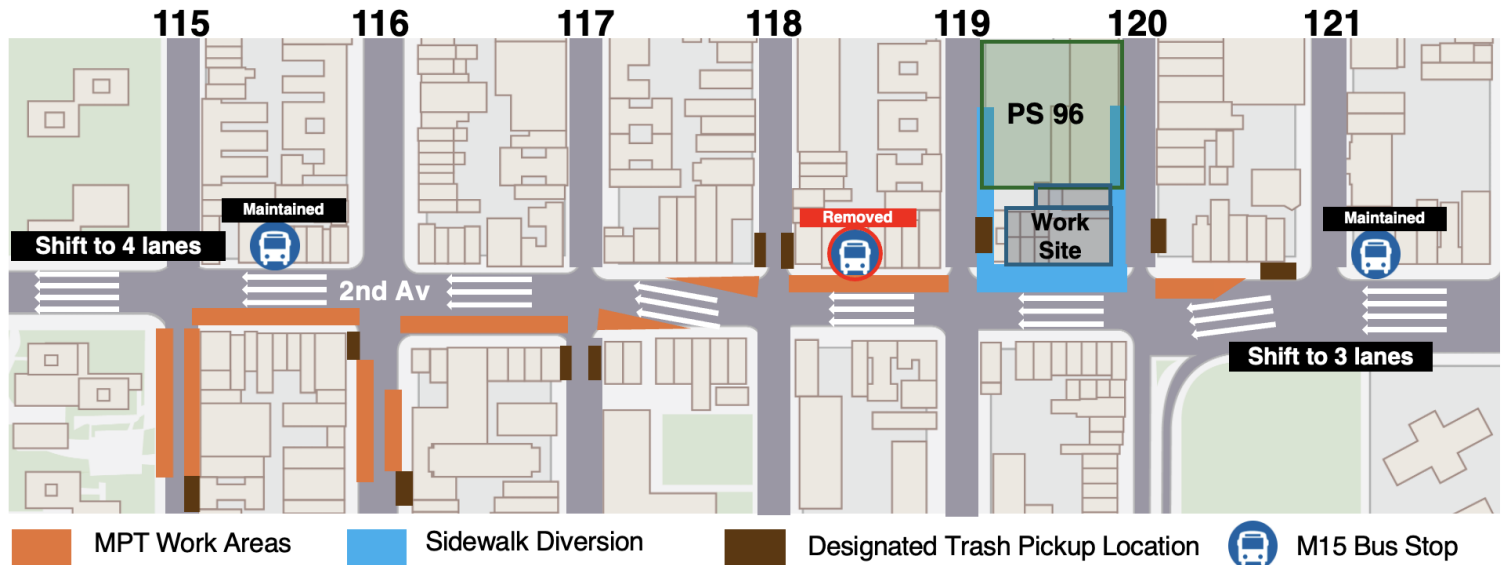 115
116
117
118
119
120
121
PS 96
Maintained
Removed
Maintained
Work
Site
Shift to 4 lanes
2nd Av
Shift to 3 lanes
MPT Work Areas
Sidewalk Diversion
Designated Trash Pickup Location
M15 Bus Stop